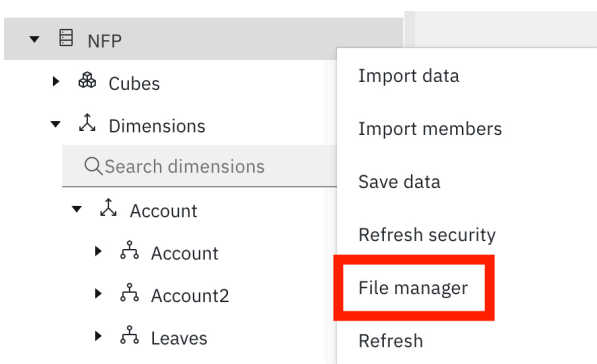 NFP
Cubes
Dimensions
Search dimensions
Account
Account
Account2
Leaves
Import data
Import members
Save data
Refresh security
File manager
Refresh